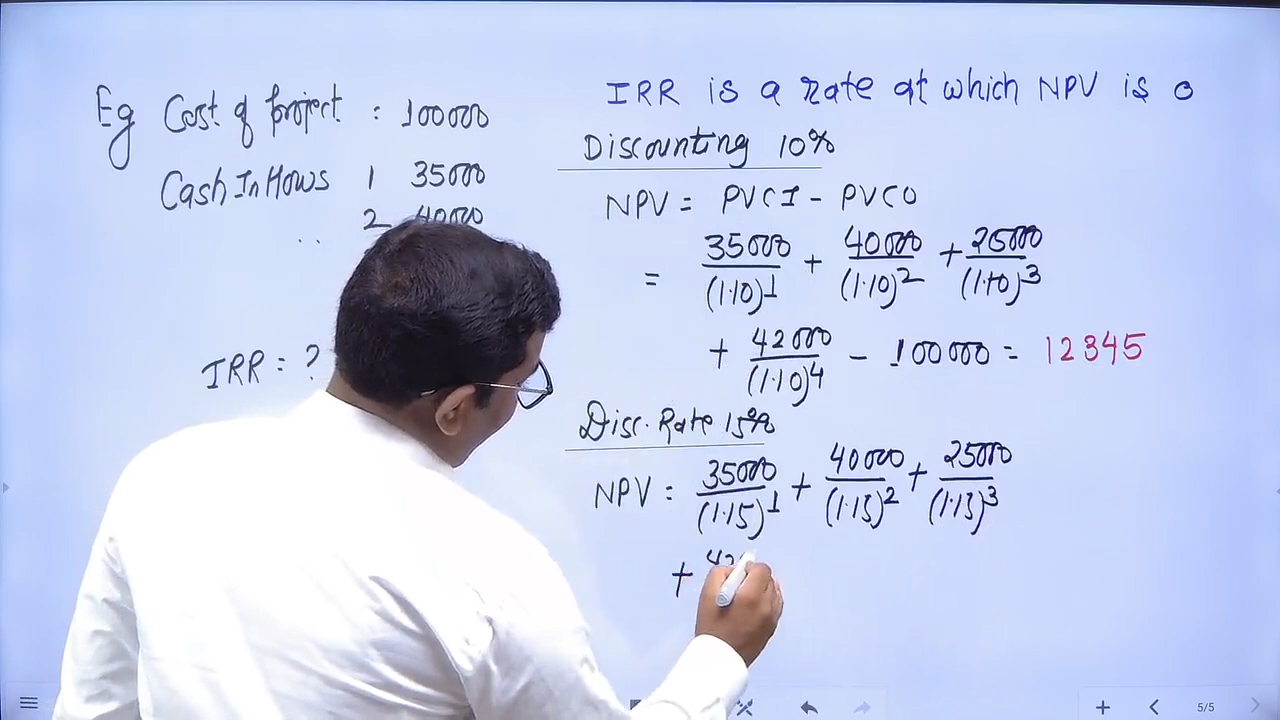 Eg Cost of project : 100000
Cash Inflows 1 35000
2 40000
IRR = ?
IRR is a rate at which NPV is 0
Discounting 10%
NPV = PVCI - PVCO
= 35000/(1.10)^1 + 40000/(1.10)^2 + 25000/(1.10)^3
+ 42000/(1.10)^4 - 100000 = 12345
Disc. Rate 15%
NPV = 35000/(1.15)^1 + 40000/(1.15)^2 + 25000/(1.15)^3
+ 42
5/5